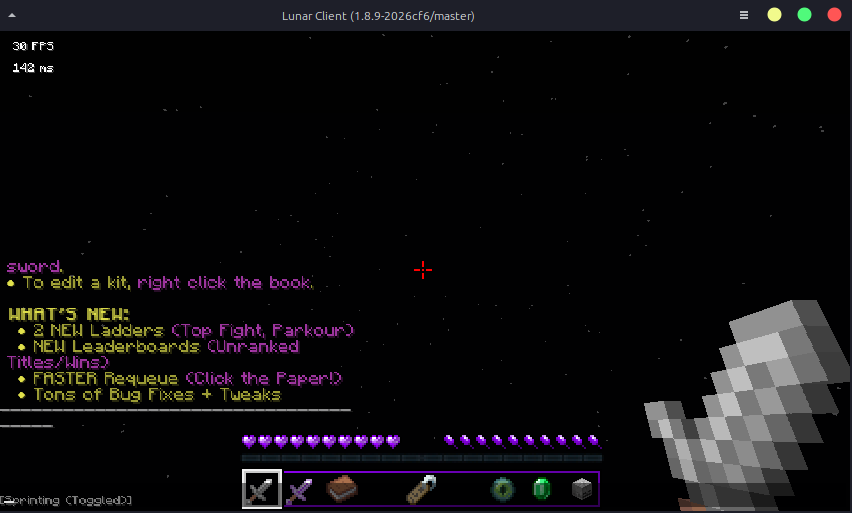 Lunar Client (1.8.9-2026cf6/master)
30 FPS
142 ms
sword.
• To edit a kit, right click the book.
WHAT'S NEW:
• 2 NEW Ladders (Top Fight, Parkour)
• NEW Leaderboards (Unranked
Titles/Wins)
• FASTER Requeue (Click the Paper!)
• Tons of Bug Fixes + Tweaks
[Sprinting (Toggled)]